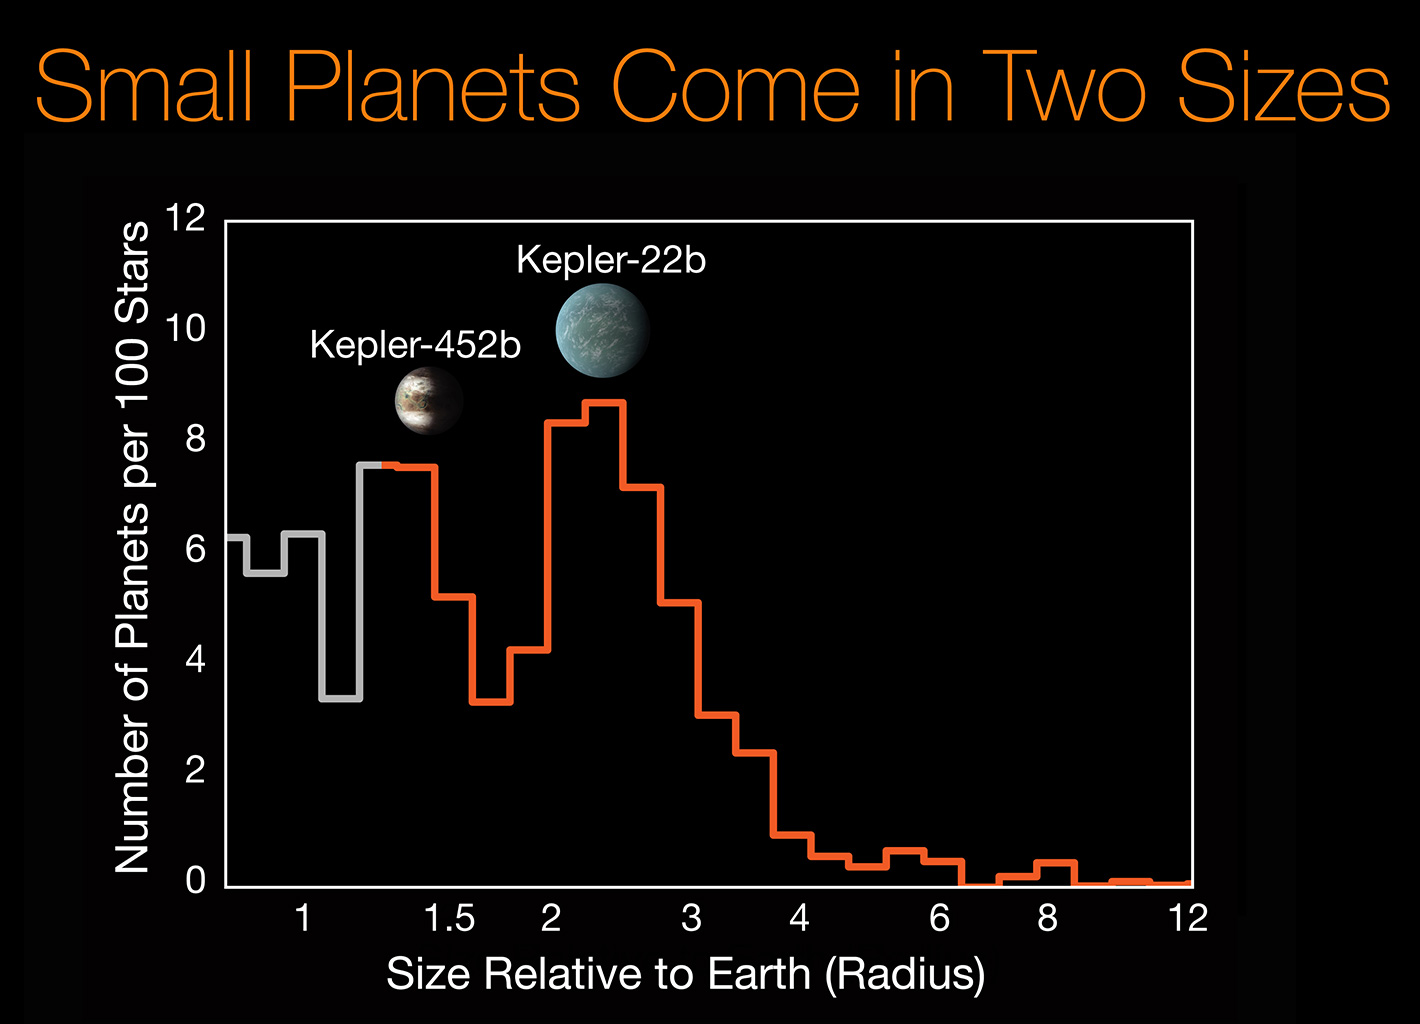 Small Planets Come in Two Sizes
Number of Planets per 100 Stars
12
10
8
6
4
2
0
Kepler-22b
Kepler-452b
1 1.5 2 3 4 6 8 12
Size Relative to Earth (Radius)